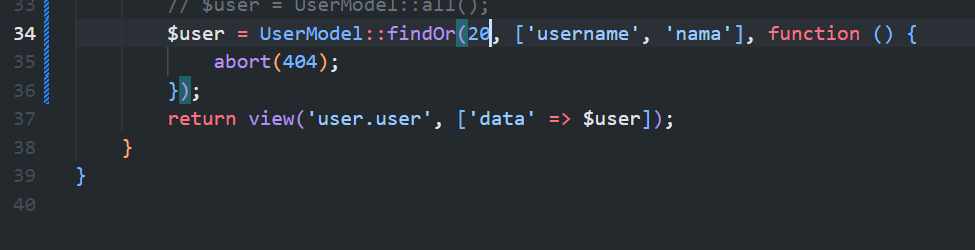 33 // $user = UserModel::all();
34 $user = UserModel::findOr(20, ['username', 'nama'], function () {
35 abort(404);
36 });
37 return view('user.user', ['data' => $user]);
38 }
39 }
40